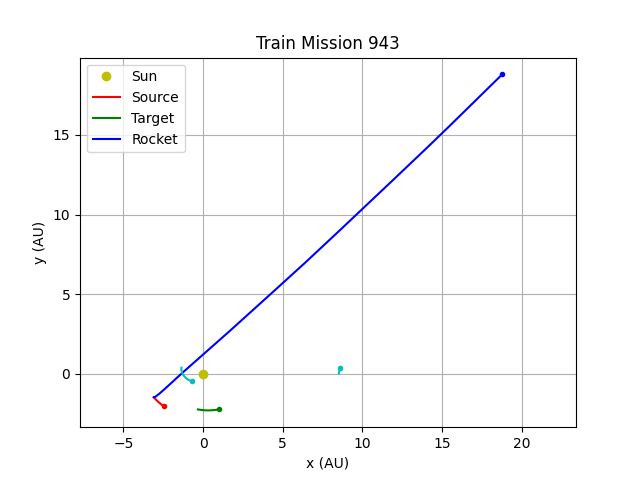 Train Mission 943
Sun
Source
Target
Rocket
15
10
5
0
−5
0
5
10
15
20
y (AU)
x (AU)